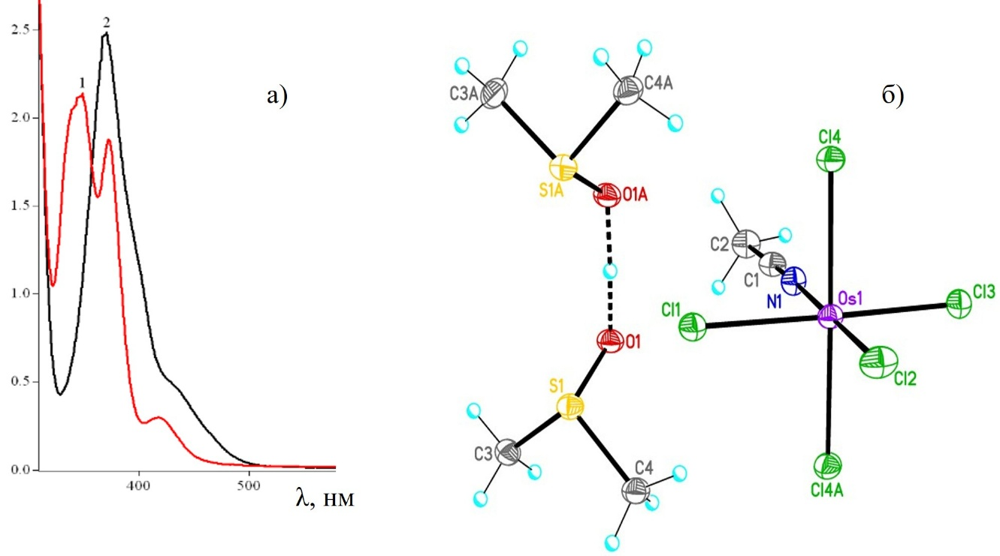 2.5
2.0
1.5
1.0
0.5
0.0
400
500
λ, нм
1
2
а)
б)
C3A
C4A
S1A
O1A
O1
S1
C3
C4
C2
C1
N1
Os1
Cl4
Cl3
Cl1
Cl2
Cl4A